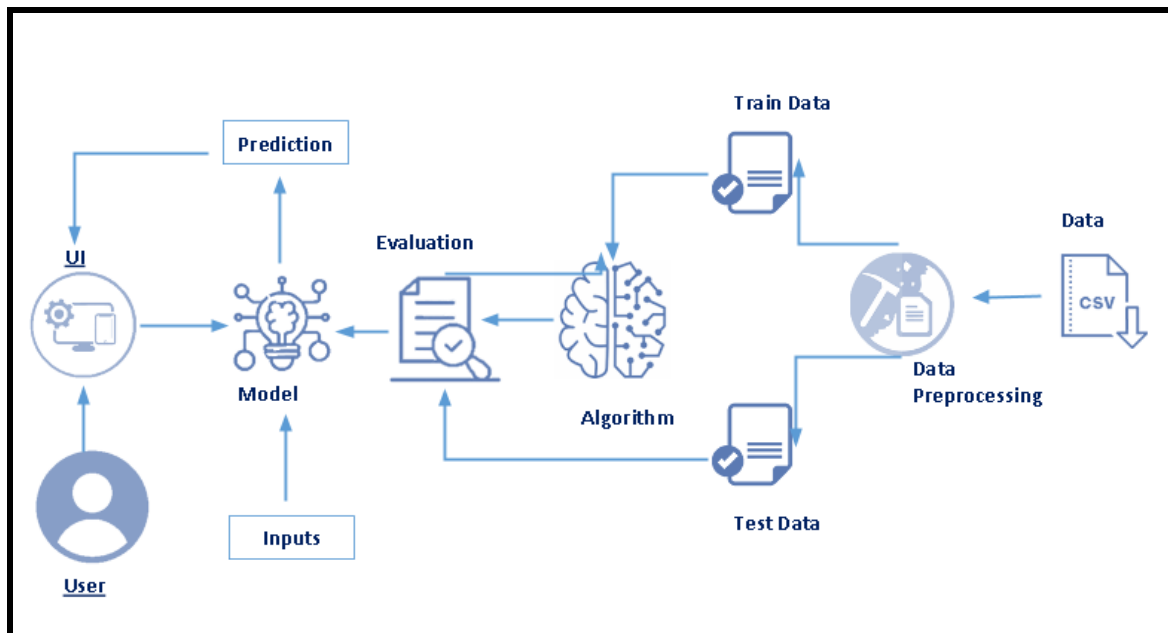 Train Data
Prediction
Data
Evaluation
UI
CSV
Data
Preprocessing
Model
Algorithm
Test Data
Inputs
User